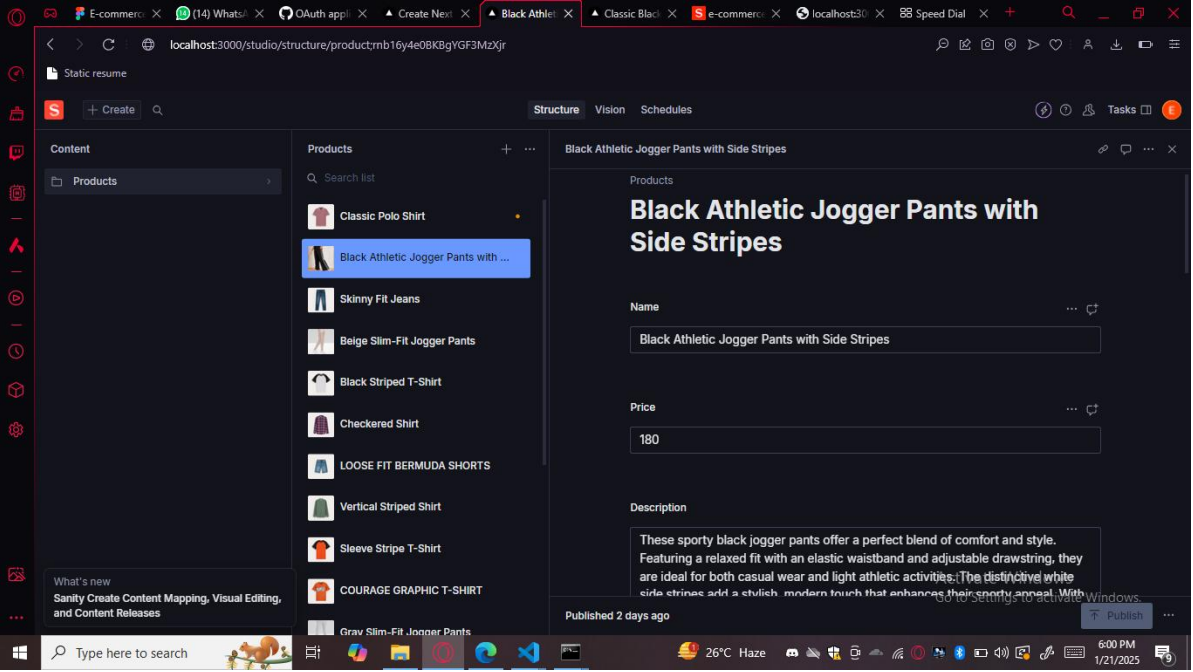 E-commerce
(14) WhatsA
OAuth appli
Create Next
Black Athlet
Classic Black
e-commerce
localhost:30
Speed Dial
localhost:3000/studio/structure/product;rnb16y4e0BKBgYGF3MzXjr
Static resume
S
Create
Structure
Vision
Schedules
Tasks
E
Content
Products
Products
Search list
Classic Polo Shirt
Black Athletic Jogger Pants with ...
Skinny Fit Jeans
Beige Slim-Fit Jogger Pants
Black Striped T-Shirt
Checkered Shirt
LOOSE FIT BERMUDA SHORTS
Vertical Striped Shirt
Sleeve Stripe T-Shirt
COURAGE GRAPHIC T-SHIRT
Gray Slim-Fit Jogger Pants
Black Athletic Jogger Pants with Side Stripes
Products
Black Athletic Jogger Pants with
Side Stripes
Name
Black Athletic Jogger Pants with Side Stripes
Price
180
Description
These sporty black jogger pants offer a perfect blend of comfort and style.
Featuring a relaxed fit with an elastic waistband and adjustable drawstring, they
are ideal for both casual wear and light athletic activities. The distinctive white
side stripes add a stylish, modern touch that enhances their sporty appeal. With
Activate Windows
Go to Settings to activate Windows.
Published 2 days ago
Publish
What's new
Sanity Create Content Mapping, Visual Editing,
and Content Releases
Type here to search
26°C Haze
6:00 PM
1/21/2025
9